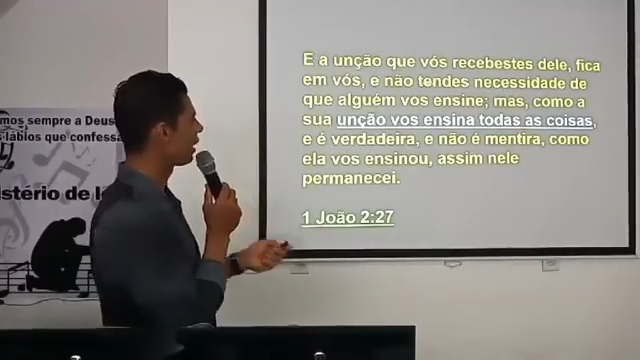 E a unção que vós recebestes dele, fica
em vós, e não tendes necessidade de
que alguém vos ensine; mas, como a
sua unção vos ensina todas as coisas,
e é verdadeira, e não é mentira, como
ela vos ensinou, assim nele
permanecei.
1 João 2:27
mos sempre a Deus
lábios que confessa
stério de